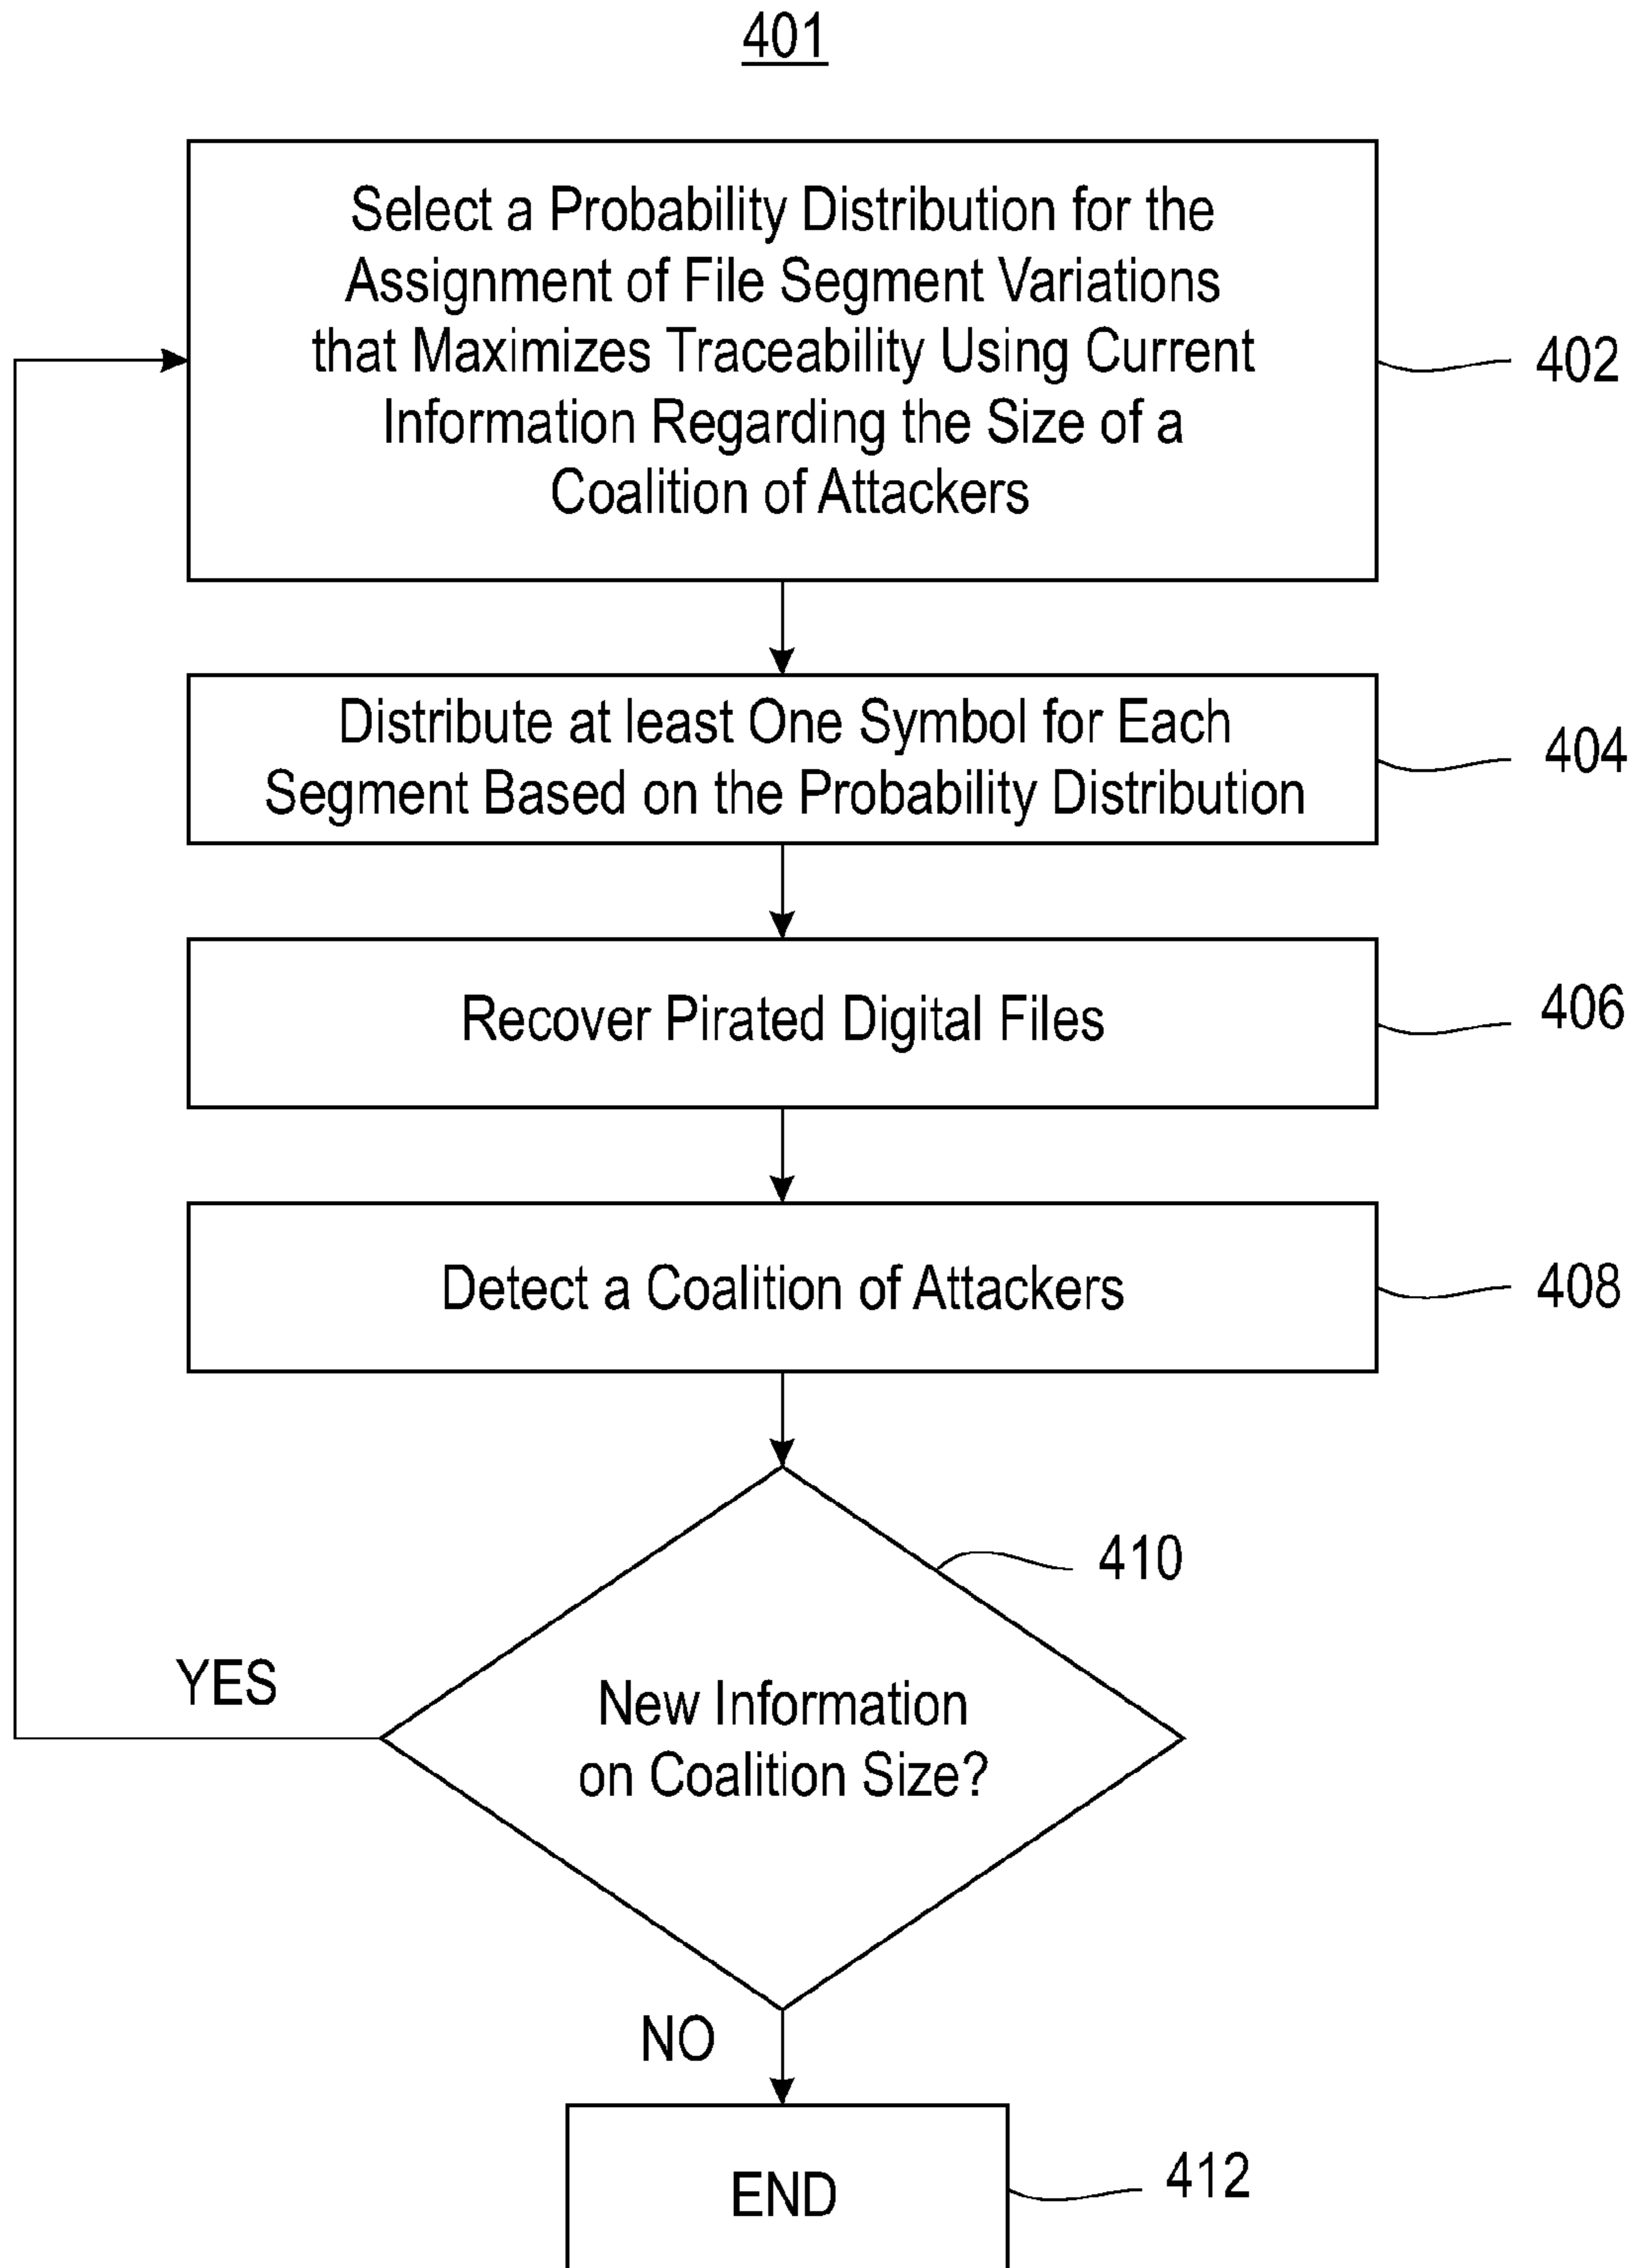 401
Select a Probability Distribution for the
Assignment of File Segment Variations
that Maximizes Traceability Using Current
Information Regarding the Size of a
Coalition of Attackers
402
Distribute at least One Symbol for Each
Segment Based on the Probability Distribution
404
Recover Pirated Digital Files
406
Detect a Coalition of Attackers
408
410
New Information
on Coalition Size?
YES
NO
END
412